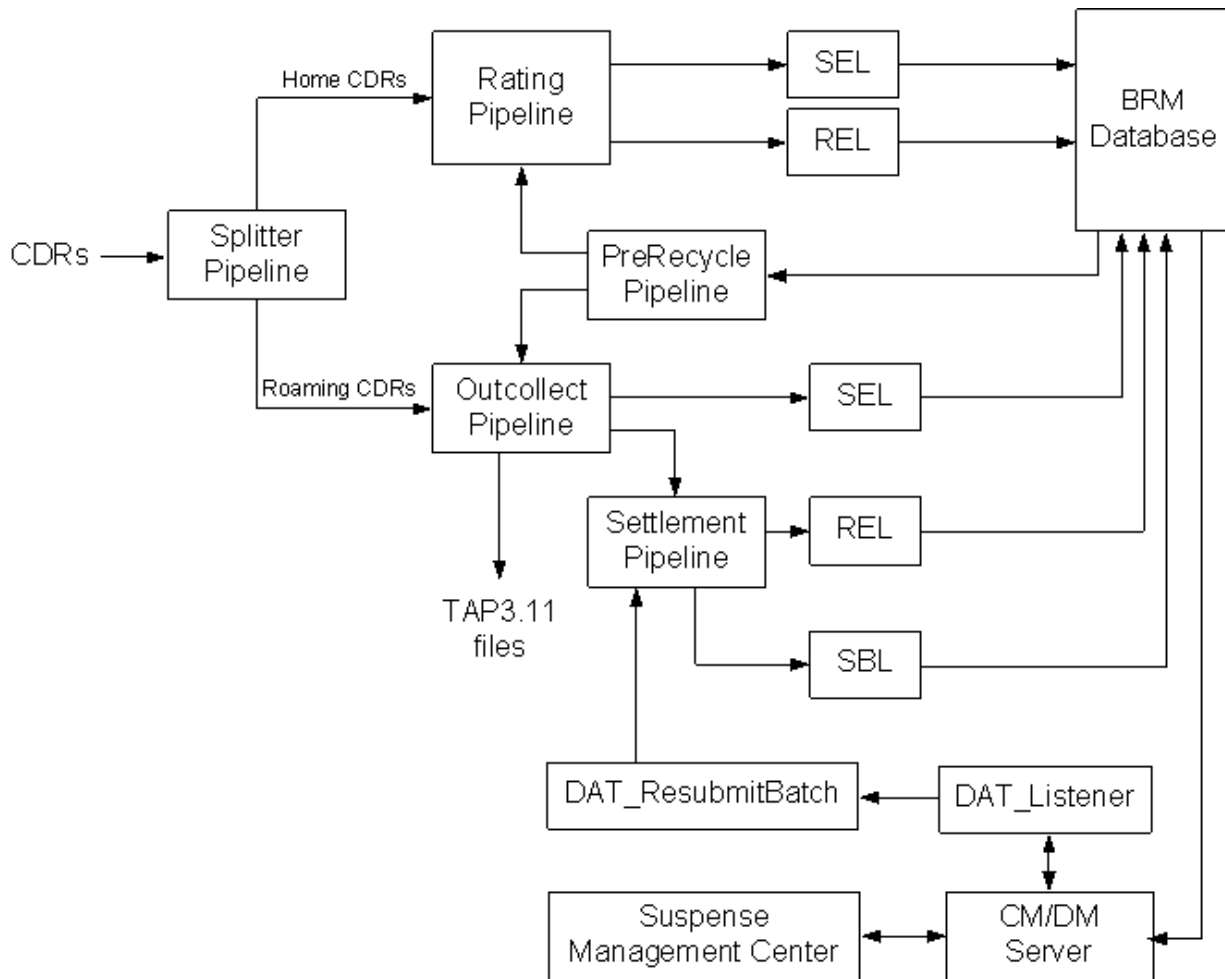 Home CDRs
Rating
Pipeline
SEL
REL
BRM
Database
CDRs
Splitter
Pipeline
PreRecycle
Pipeline
Roaming CDRs
Outcollect
Pipeline
SEL
Settlement
Pipeline
REL
TAP3.11
files
SBL
DAT_ResubmitBatch
DAT_Listener
Suspense
Management Center
CM/DM
Server